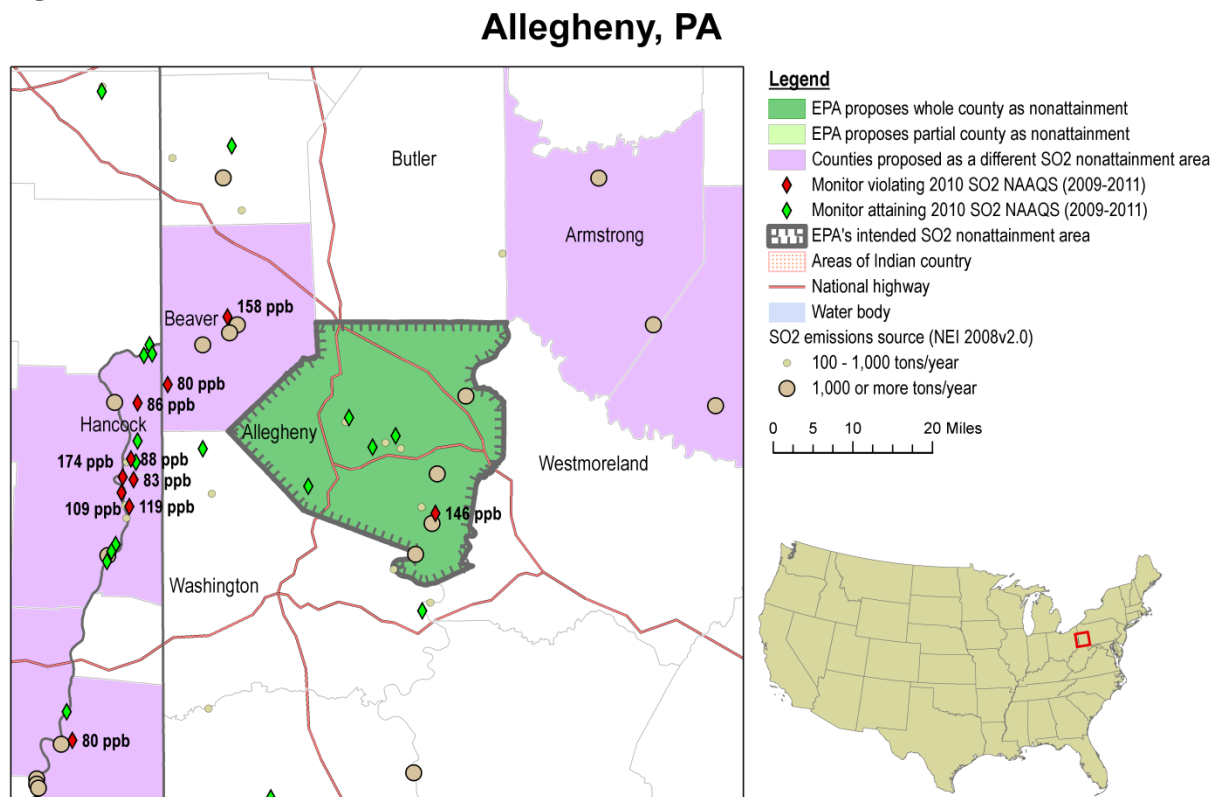 Allegheny, PA
Butler
Armstrong
Beaver
158 ppb
80 ppb
86 ppb
Hancock
Allegheny
174 ppb
88 ppb
83 ppb
Westmoreland
109 ppb
119 ppb
146 ppb
Washington
80 ppb
Legend
EPA proposes whole county as nonattainment
EPA proposes partial county as nonattainment
Counties proposed as a different SO2 nonattainment area
Monitor violating 2010 SO2 NAAQS (2009-2011)
Monitor attaining 2010 SO2 NAAQS (2009-2011)
EPA's intended SO2 nonattainment area
Areas of Indian country
National highway
Water body
SO2 emissions source (NEI 2008v2.0)
100 - 1,000 tons/year
1,000 or more tons/year
0 5 10 20 Miles